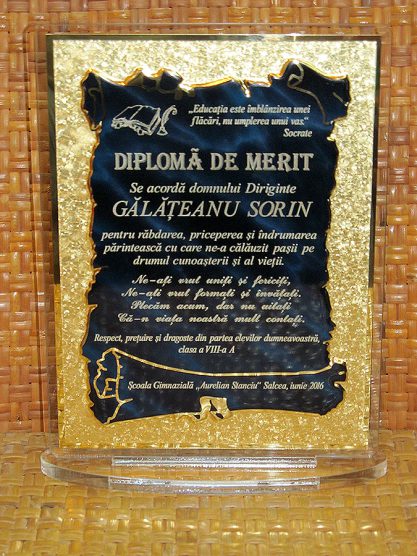 „Educația este îmblânzirea unei
flăcări, nu umplerea unui vas.“
Socrate
DIPLOMĂ DE MERIT
Se acordă domnului Diriginte
GĂLĂȚEANU SORIN
pentru răbdarea, priceperea și îndrumarea
părintească cu care ne-a călăuzit pașii pe
drumul cunoașterii și al vieții.
Ne-ați vrut uniți și fericiți,
Ne-ați vrut formați și învățați.
Plecăm acum, dar nu uitați
Că-n viața noastră mult contați.
Respect, prețuire și dragoste din partea elevilor dumneavoastră,
clasa a VIII-a A
Școala Gimnazială „Aurelian Stanciu“ Salcea, iunie 2016